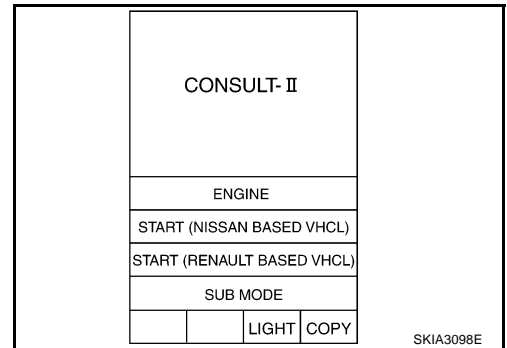 CONSULT-II
ENGINE
START (NISSAN BASED VHCL)
START (RENAULT BASED VHCL)
SUB MODE
LIGHT COPY
SKIA3098E